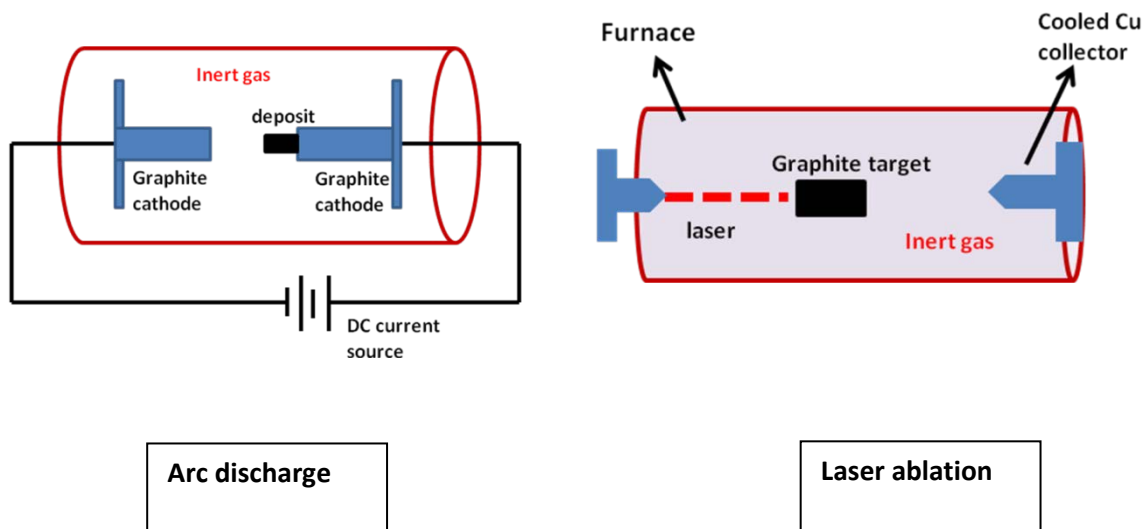 Inert gas
deposit
Graphite
cathode
Graphite
cathode
DC current
source
Arc discharge
Furnace
Cooled Cu
collector
Graphite target
laser
Inert gas
Laser ablation